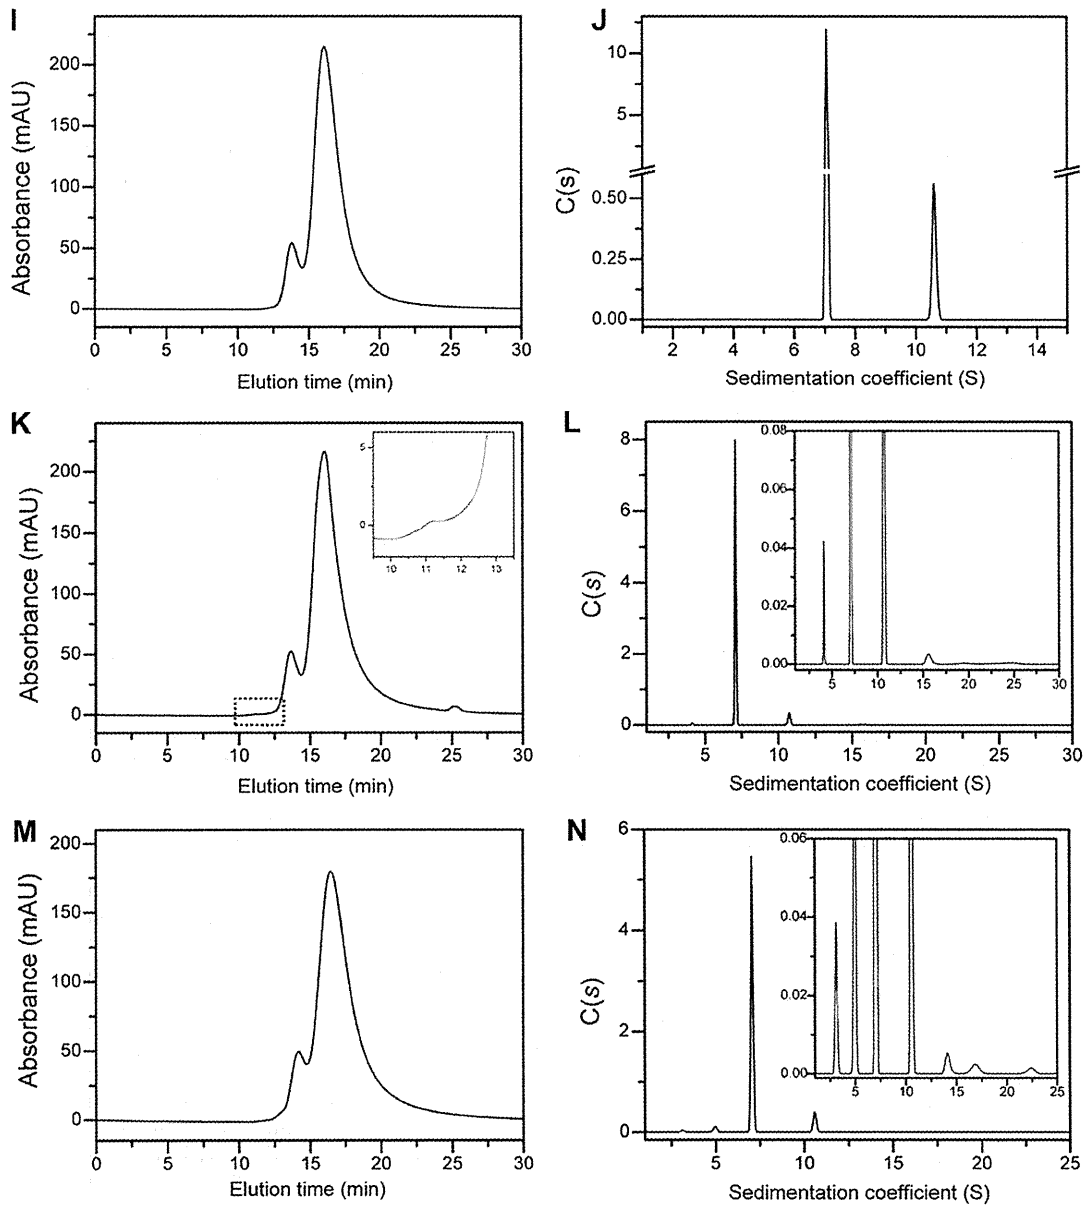 I
Absorbance (mAU)
200
150
100
50
0
0 5 10 15 20 25 30
Elution time (min)
J
C(s)
10
5
0.50
0.25
0.00
2 4 6 8 10 12 14
Sedimentation coefficient (S)
K
Absorbance (mAU)
200
150
100
50
0
0 5 10 15 20 25 30
Elution time (min)
5
0
10 11 12 13
L
C(s)
8
6
4
2
0
5 10 15 20 25 30
Sedimentation coefficient (S)
0.08
0.06
0.04
0.02
0.00
5 10 15 20 25 30
M
Absorbance (mAU)
200
150
100
50
0
0 5 10 15 20 25 30
Elution time (min)
N
C(s)
6
4
2
0
5 10 15 20 25
Sedimentation coefficient (S)
0.06
0.04
0.02
0.00
5 10 15 20 25